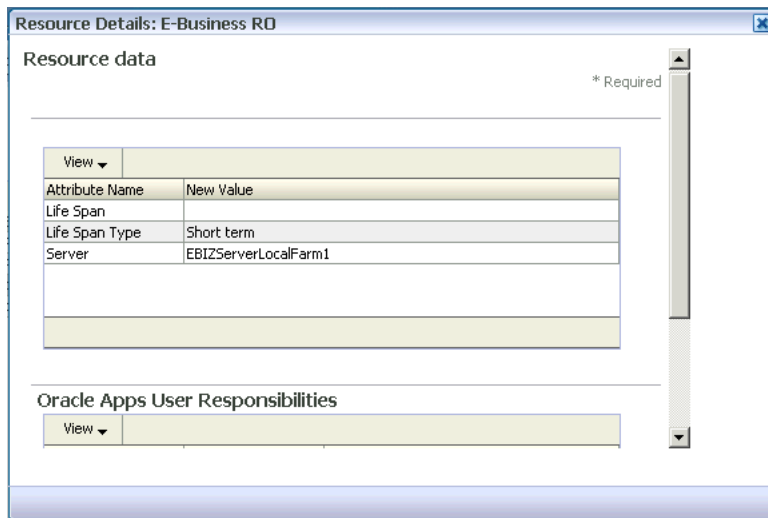 Resource Details: E-Business RO
Resource data
* Required
View
Attribute Name New Value
Life Span
Life Span Type Short term
Server EBIZServerLocalFarm1
Oracle Apps User Responsibilities
View